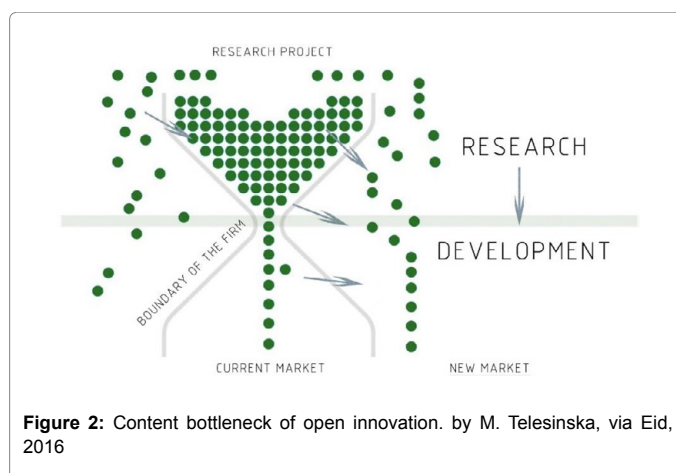 RESEARCH PROJECT
RESEARCH
DEVELOPMENT
BOUNDARY OF THE FIRM
CURRENT MARKET
NEW MARKET
Figure 2: Content bottleneck of open innovation. by M. Telesinska, via Eid,
2016